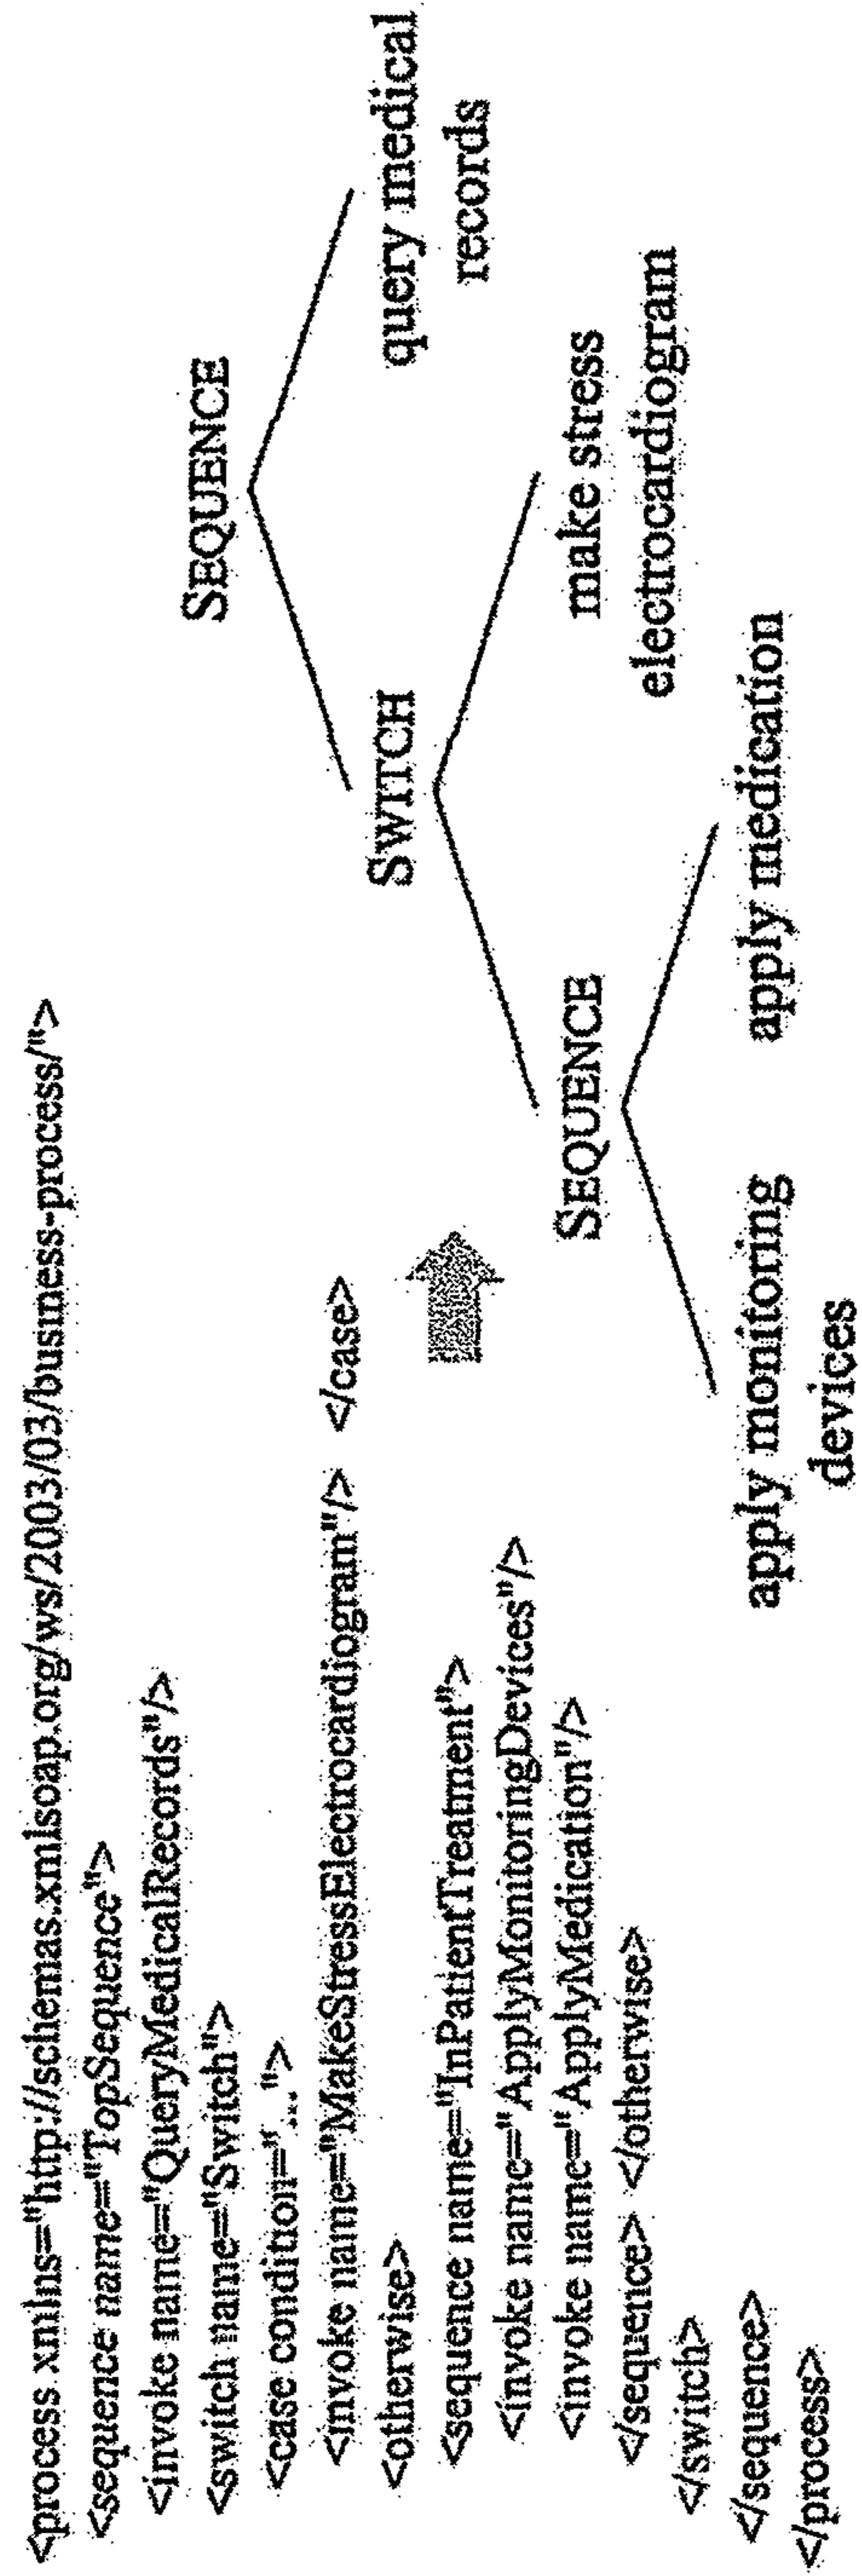 <process xmlns="http://schemas.xmlsoap.org/ws/2003/03/business-process/">
<sequence name="TopSequence">
<invoke name="QueryMedicalRecords"/>
<switch name="Switch">
<case condition="...">
<invoke name="MakeStressElectrocardiogram"/> </case>
<otherwise>
<sequence name="InPatientTreatment">
<invoke name="ApplyMonitoringDevices"/>
<invoke name="ApplyMedication"/>
</sequence> </otherwise>
</switch>
</sequence>
</process>
SEQUENCE
SWITCH
query medical
records
SEQUENCE
make stress
electrocardiogram
apply monitoring
devices
apply medication